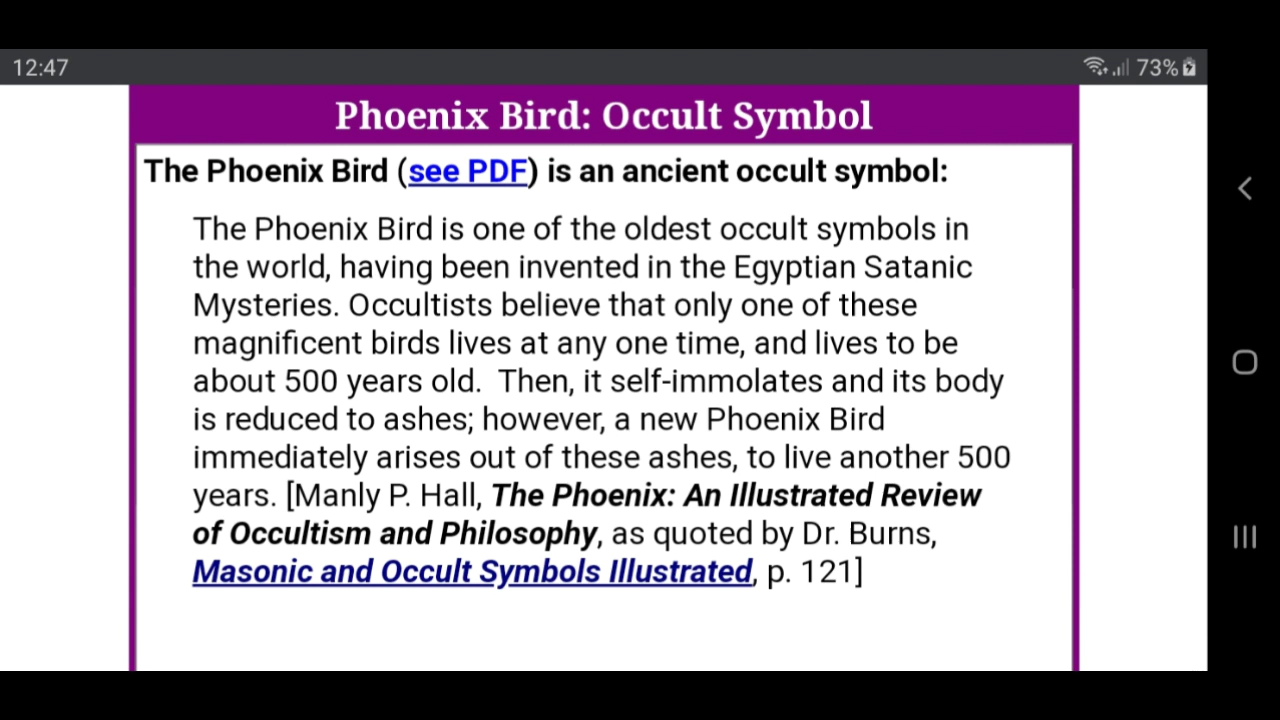 12:47
73%
Phoenix Bird: Occult Symbol
The Phoenix Bird (see PDF) is an ancient occult symbol:
The Phoenix Bird is one of the oldest occult symbols in
the world, having been invented in the Egyptian Satanic
Mysteries. Occultists believe that only one of these
magnificent birds lives at any one time, and lives to be
about 500 years old.  Then, it self-immolates and its body
is reduced to ashes; however, a new Phoenix Bird
immediately arises out of these ashes, to live another 500
years. [Manly P. Hall, The Phoenix: An Illustrated Review
of Occultism and Philosophy, as quoted by Dr. Burns,
Masonic and Occult Symbols Illustrated, p. 121]